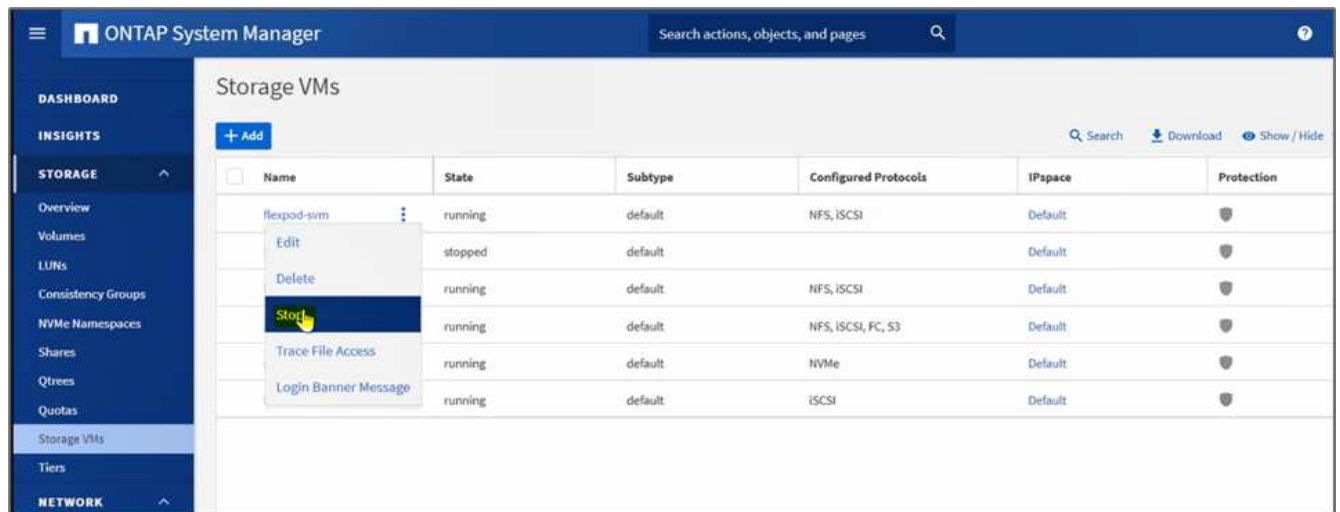 ONTAP System Manager Search actions, objects, and pages
DASHBOARD
INSIGHTS
STORAGE
Overview
Volumes
LUNs
Consistency Groups
NVMe Namespaces
Shares
Qtrees
Quotas
Storage VMs
Tiers
NETWORK
Storage VMs
+ Add Search Download Show / Hide
Name State Subtype Configured Protocols IPspace Protection
flexpod-svm running default NFS, iSCSI Default
stopped default Default
running default NFS, iSCSI Default
running default NFS, iSCSI, FC, S3 Default
running default NVMe Default
running default iSCSI Default
Edit
Delete
Stop
Trace File Access
Login Banner Message